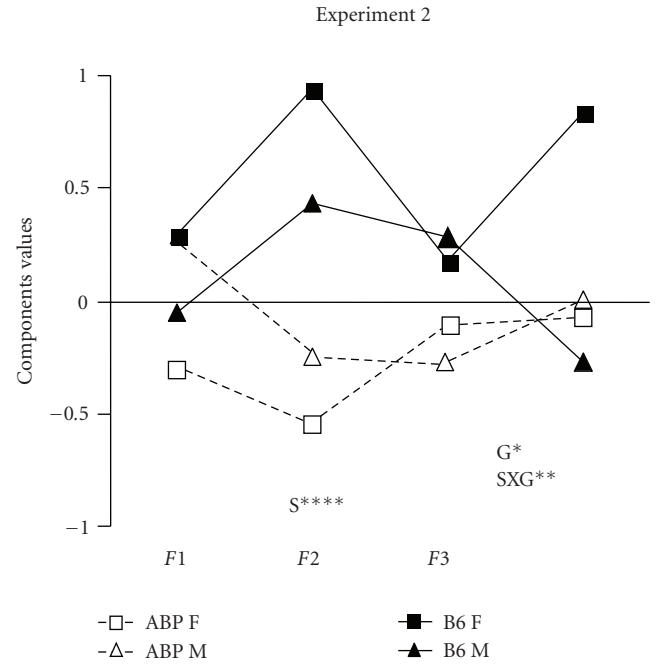 Experiment 2
Components values
1
0.5
0
−0.5
−1
G*
SXG**
S****
F1 F2 F3
ABP F
ABP M
B6 F
B6 M